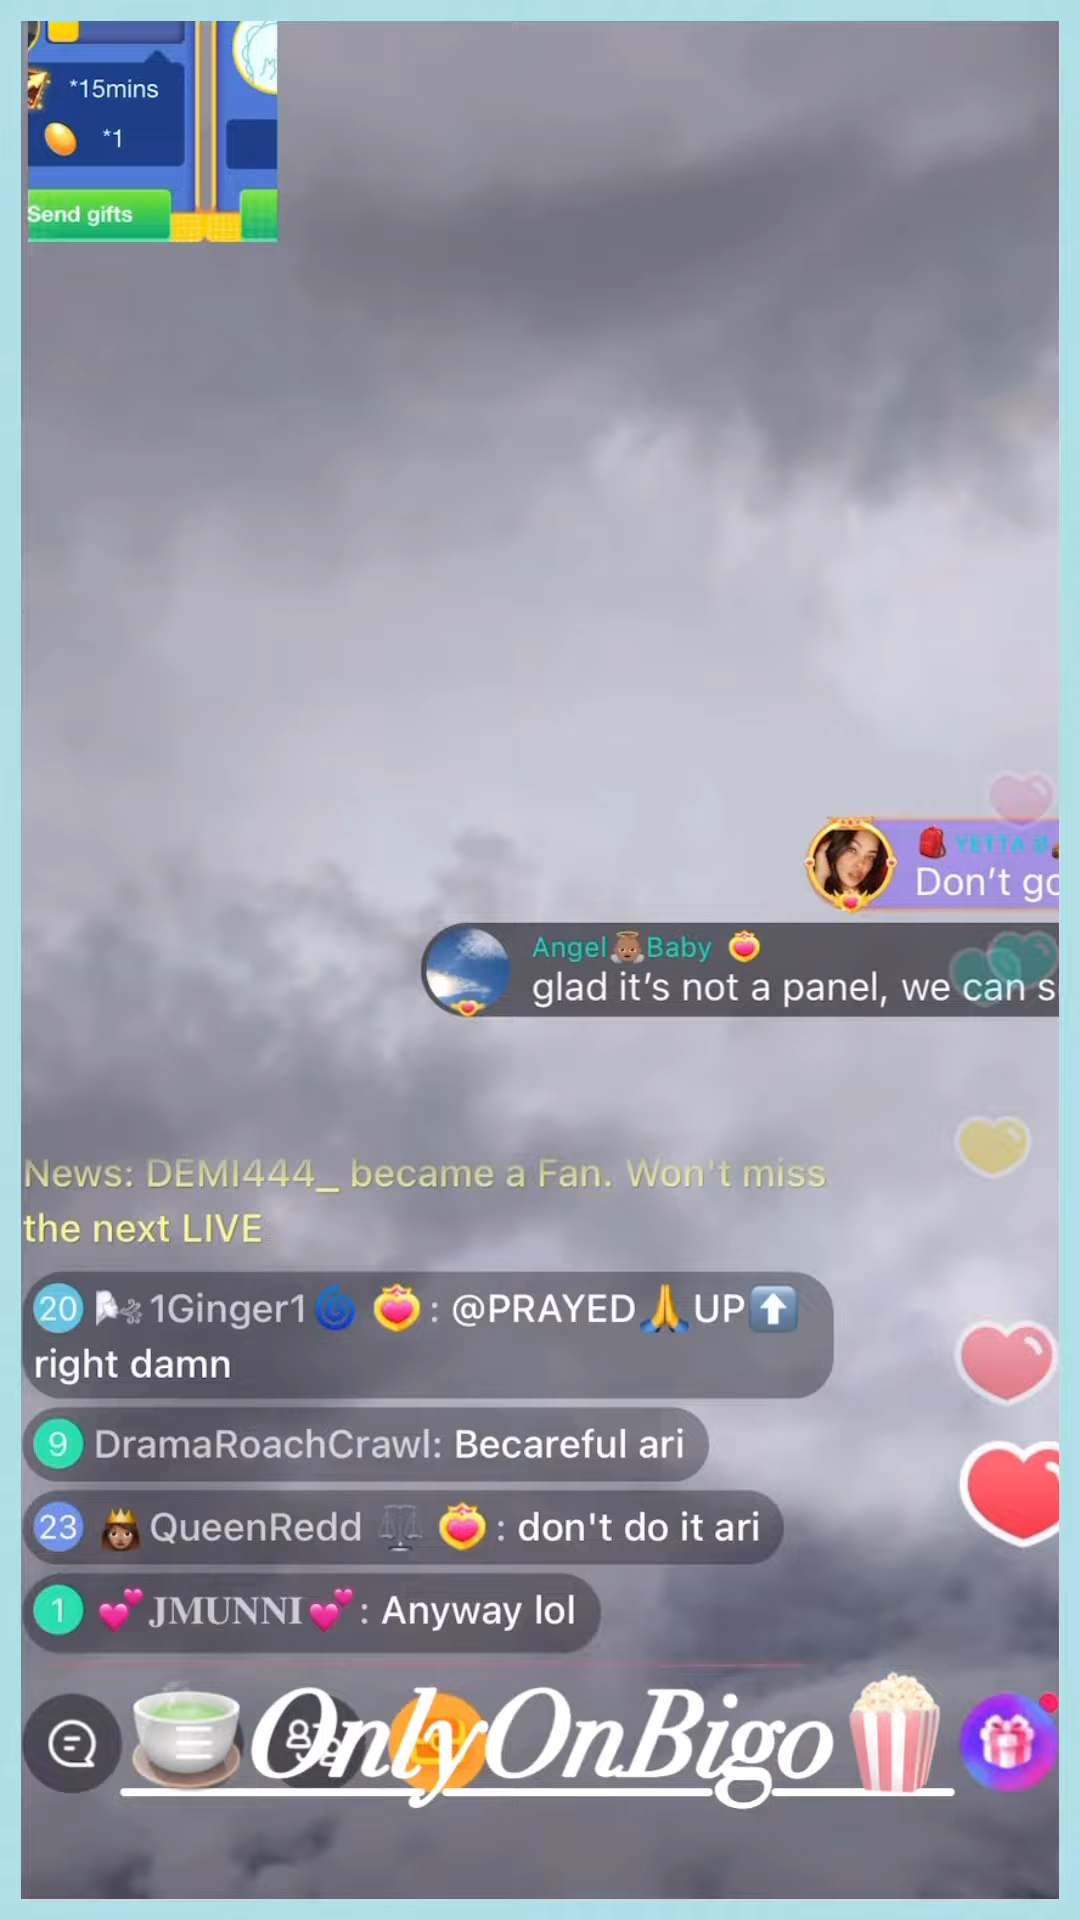 *15mins
*1
Send gifts
YETTA B
Don't go
Angel👼🏽Baby
glad it's not a panel, we can s
News: DEMI444_ became a Fan. Won't miss
the next LIVE
20 🌬️1Ginger1🌀 : @PRAYED🙏UP⬆️
right damn
9 DramaRoachCrawl: Becareful ari
23 👸🏽QueenRedd ⚖️ : don't do it ari
1 💕JMUNNI💕: Anyway lol
🍵OnlyOnBigo🍿